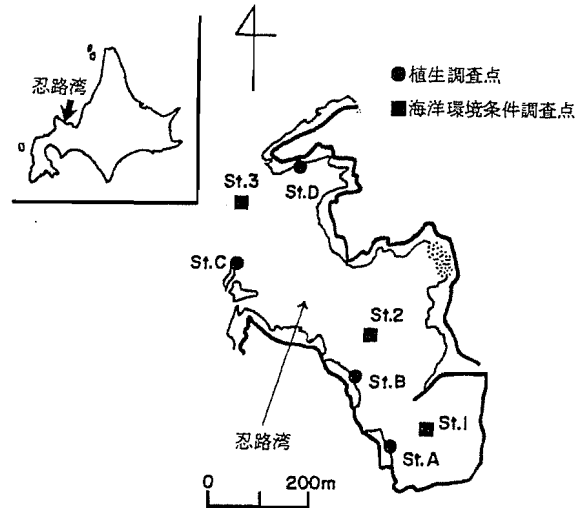 忍路湾
●植生調査点
■海洋環境条件調査点
St.D
St.3
St.C
St.2
St.B
St.1
St.A
忍路湾
0 200m